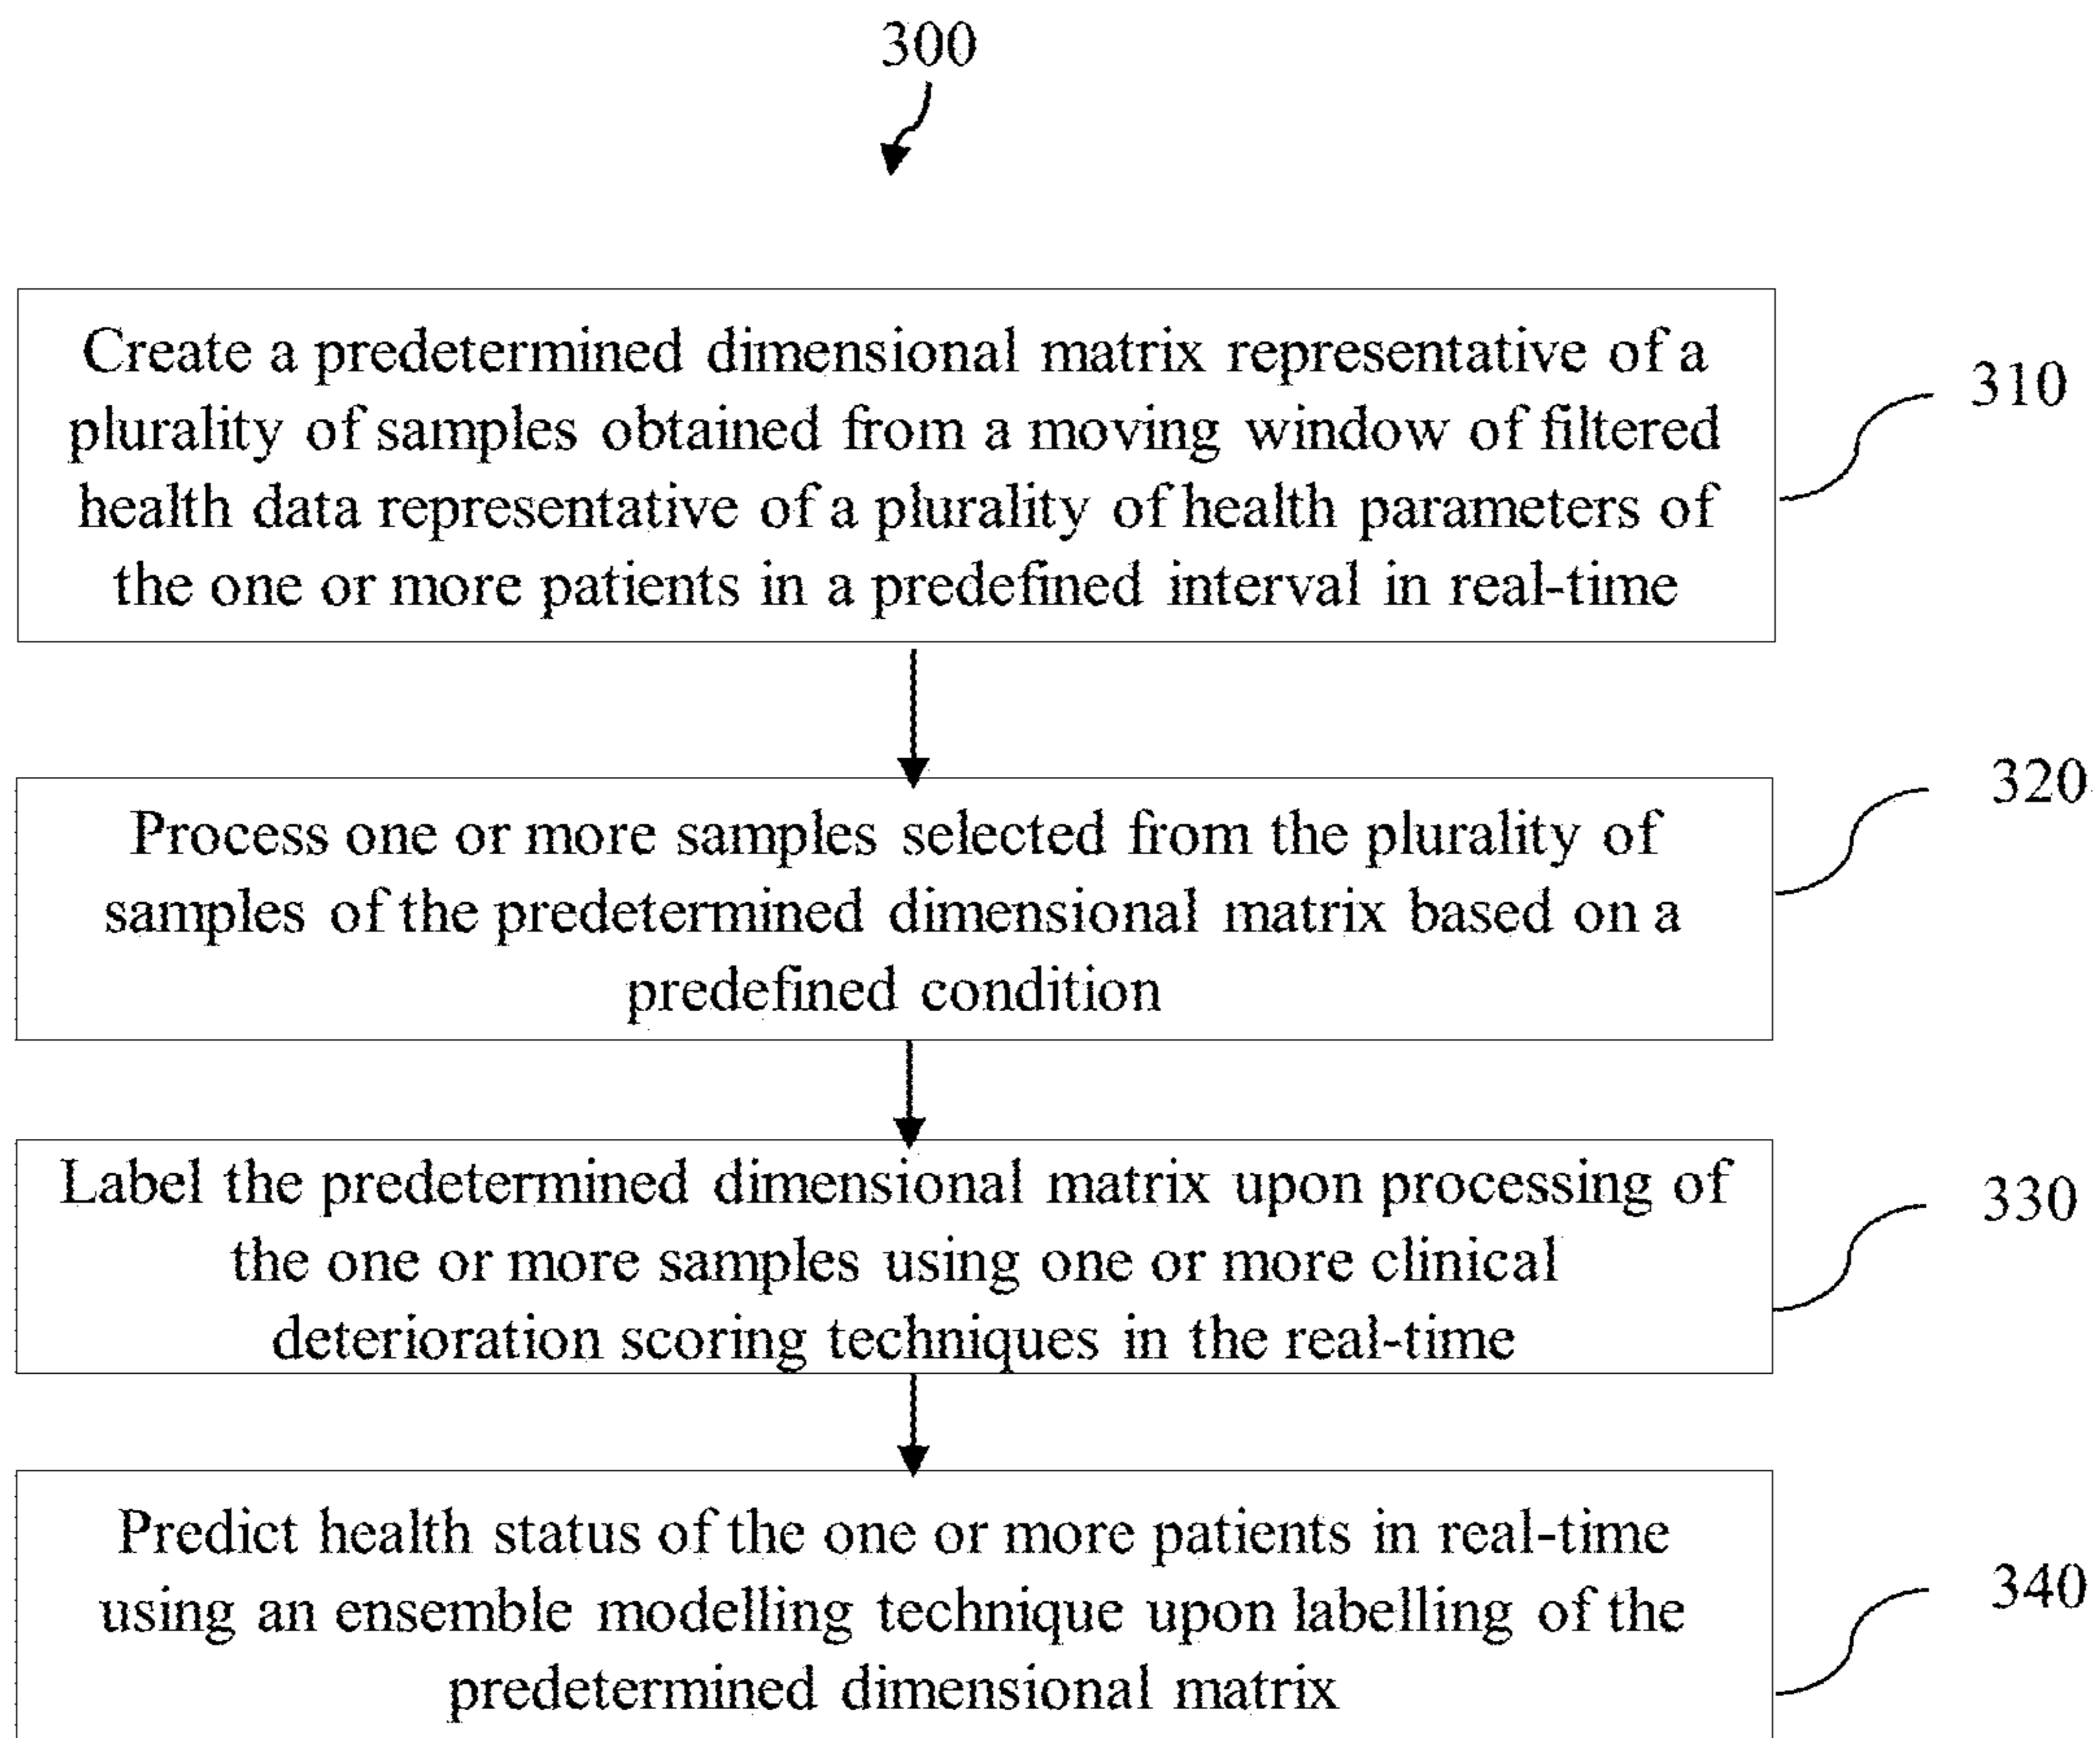 300
Create a predetermined dimensional matrix representative of a
plurality of samples obtained from a moving window of filtered
health data representative of a plurality of health parameters of
the one or more patients in a predefined interval in real-time
310
Process one or more samples selected from the plurality of
samples of the predetermined dimensional matrix based on a
predefined condition
320
Label the predetermined dimensional matrix upon processing of
the one or more samples using one or more clinical
deterioration scoring techniques in the real-time
330
Predict health status of the one or more patients in real-time
using an ensemble modelling technique upon labelling of the
predetermined dimensional matrix
340